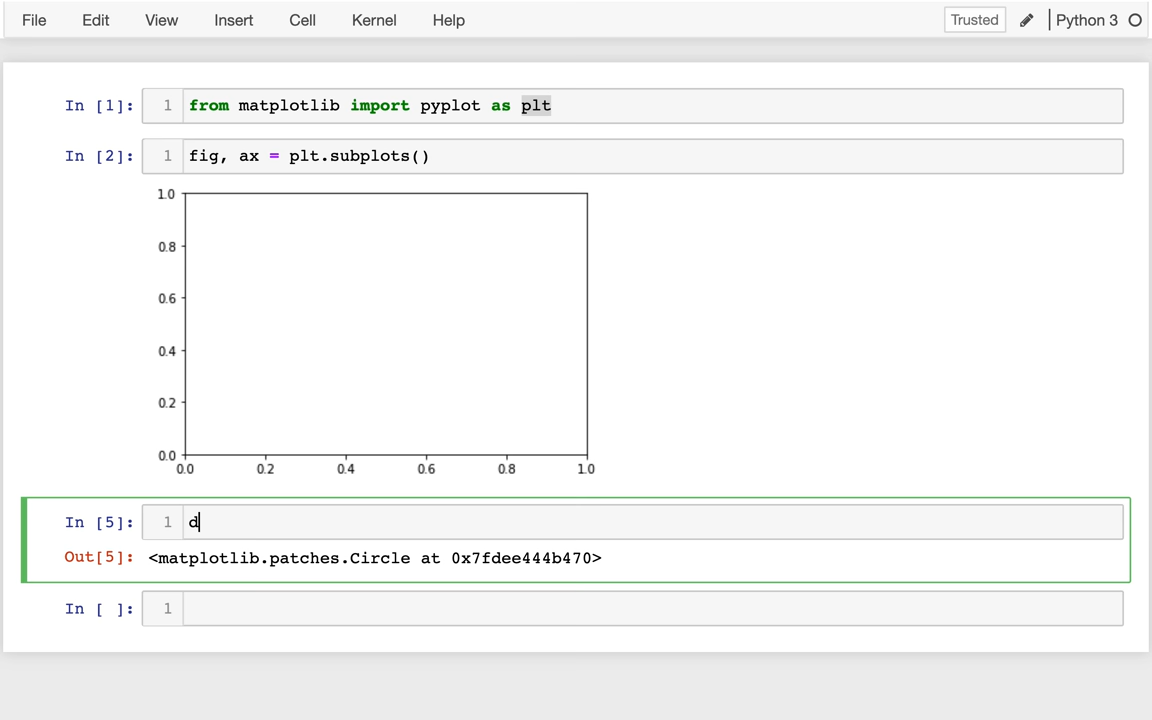 File Edit View Insert Cell Kernel Help Trusted Python 3
In [1]: 1 from matplotlib import pyplot as plt
In [2]: 1 fig, ax = plt.subplots()
1.0
0.8
0.6
0.4
0.2
0.0
0.0 0.2 0.4 0.6 0.8 1.0
In [5]: 1 d
Out[5]: <matplotlib.patches.Circle at 0x7fdee444b470>
In [ ]: 1